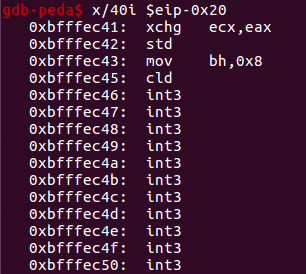 gdb-peda$ x/40i $eip-0x20
0xbfffec41: xchg ecx,eax
0xbfffec42: std
0xbfffec43: mov bh,0x8
0xbfffec45: cld
0xbfffec46: int3
0xbfffec47: int3
0xbfffec48: int3
0xbfffec49: int3
0xbfffec4a: int3
0xbfffec4b: int3
0xbfffec4c: int3
0xbfffec4d: int3
0xbfffec4e: int3
0xbfffec4f: int3
0xbfffec50: int3